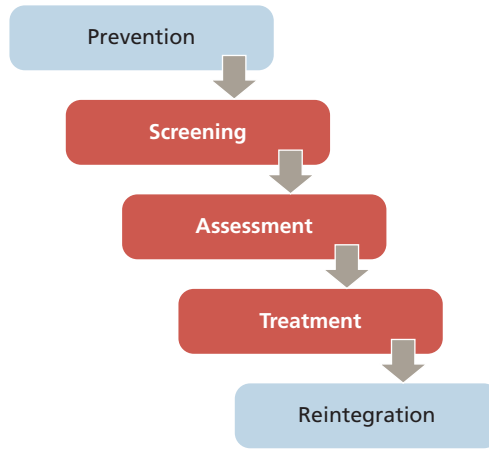 Prevention
Screening
Assessment
Treatment
Reintegration